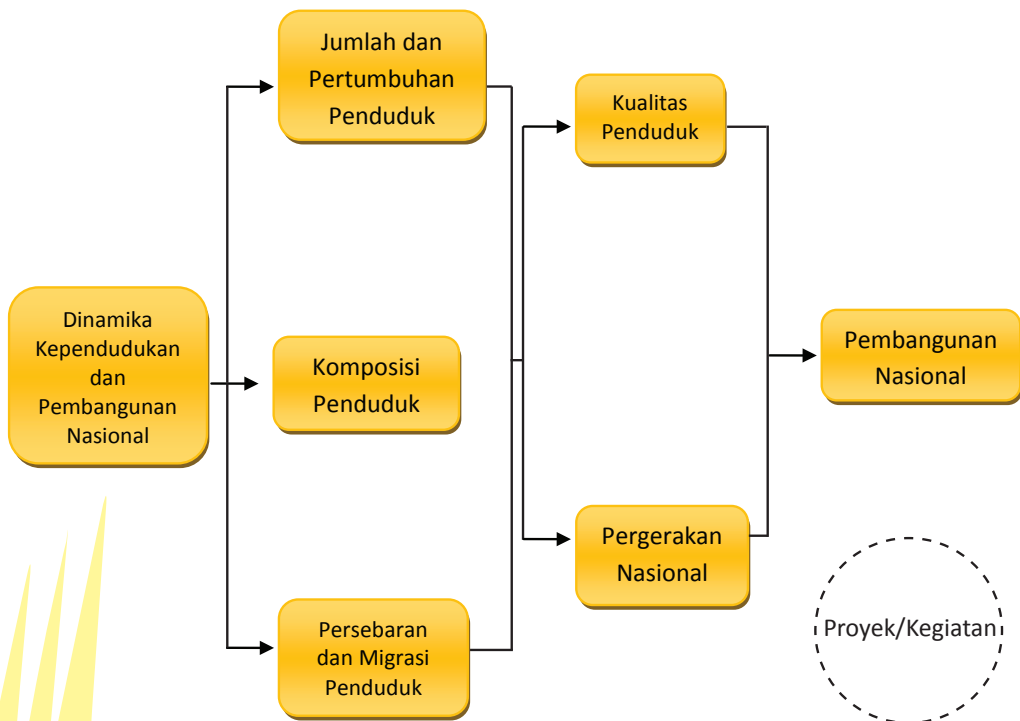 Dinamika
Kependudukan
dan
Pembangunan
Nasional
Jumlah dan
Pertumbuhan
Penduduk
Komposisi
Penduduk
Persebaran
dan Migrasi
Penduduk
Kualitas
Penduduk
Pergerakan
Nasional
Pembangunan
Nasional
Proyek/Kegiatan